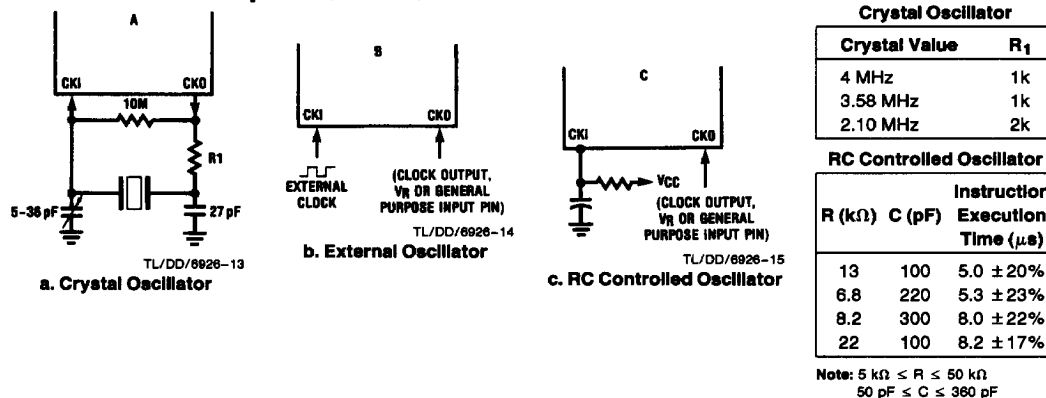 A
CKI
CKO
10M
R1
5-36 pF
27 pF
TL/DD/6926-13
a. Crystal Oscillator
B
CKI
CKO
EXTERNAL
CLOCK
(CLOCK OUTPUT,
VR OR GENERAL
PURPOSE INPUT PIN)
TL/DD/6926-14
b. External Oscillator
C
CKI
CKO
VCC
(CLOCK OUTPUT,
VR OR GENERAL
PURPOSE INPUT PIN)
TL/DD/6926-15
c. RC Controlled Oscillator
Crystal Oscillator
Crystal Value R1
4 MHz 1k
3.58 MHz 1k
2.10 MHz 2k
RC Controlled Oscillator
R (kΩ) C (pF) Instruction
Execution
Time (μs)
13 100 5.0 ±20%
6.8 220 5.3 ±23%
8.2 300 8.0 ±22%
22 100 8.2 ±17%
Note: 5 kΩ ≤ R ≤ 50 kΩ
50 pF ≤ C ≤ 360 pF